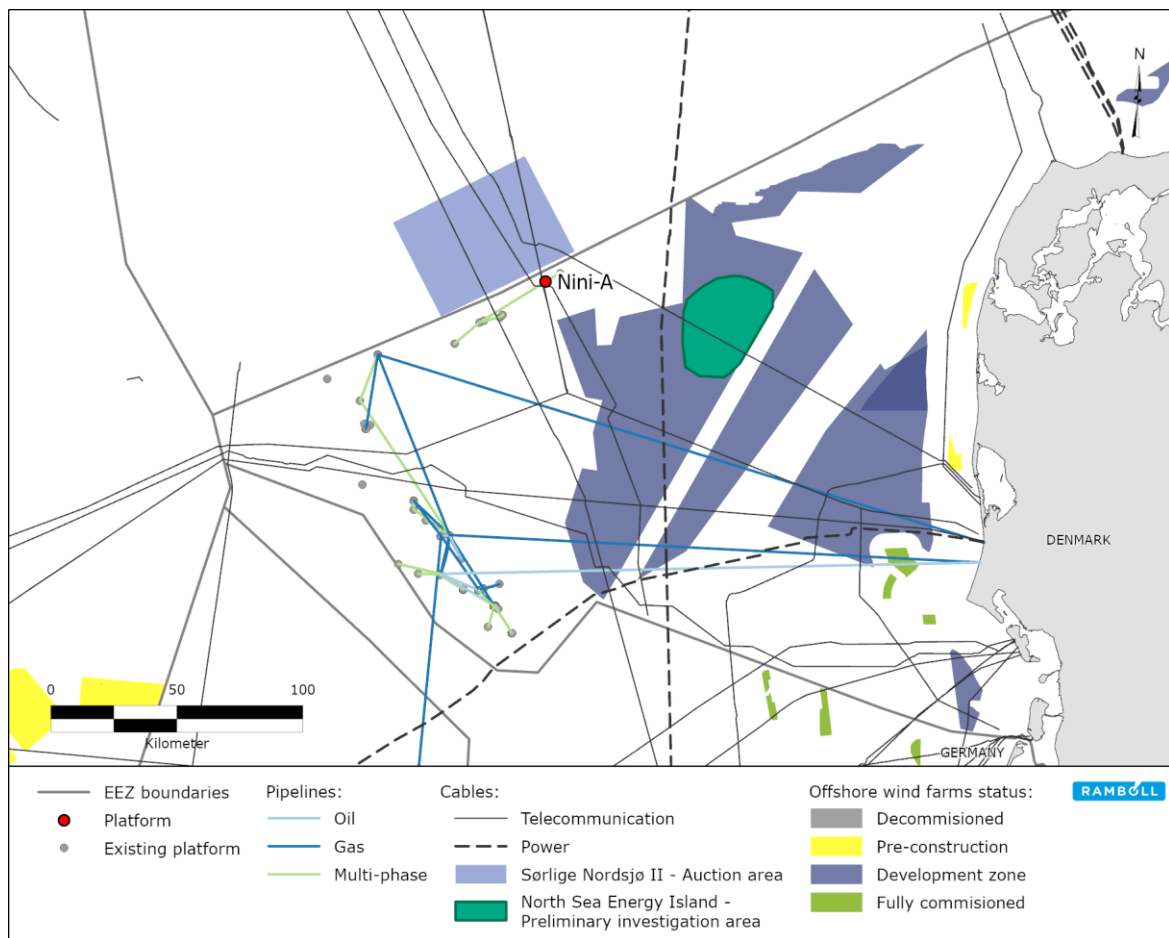 N
Nini-A
DENMARK
0 50 100
Kilometer
GERMANY
EEZ boundaries
Platform
Existing platform
Pipelines:
Oil
Gas
Multi-phase
Cables:
Telecommunication
Power
Sørlige Nordsjø II - Auction area
North Sea Energy Island -
Preliminary investigation area
Offshore wind farms status:
Decommisioned
Pre-construction
Development zone
Fully commisioned
RAMBOLL